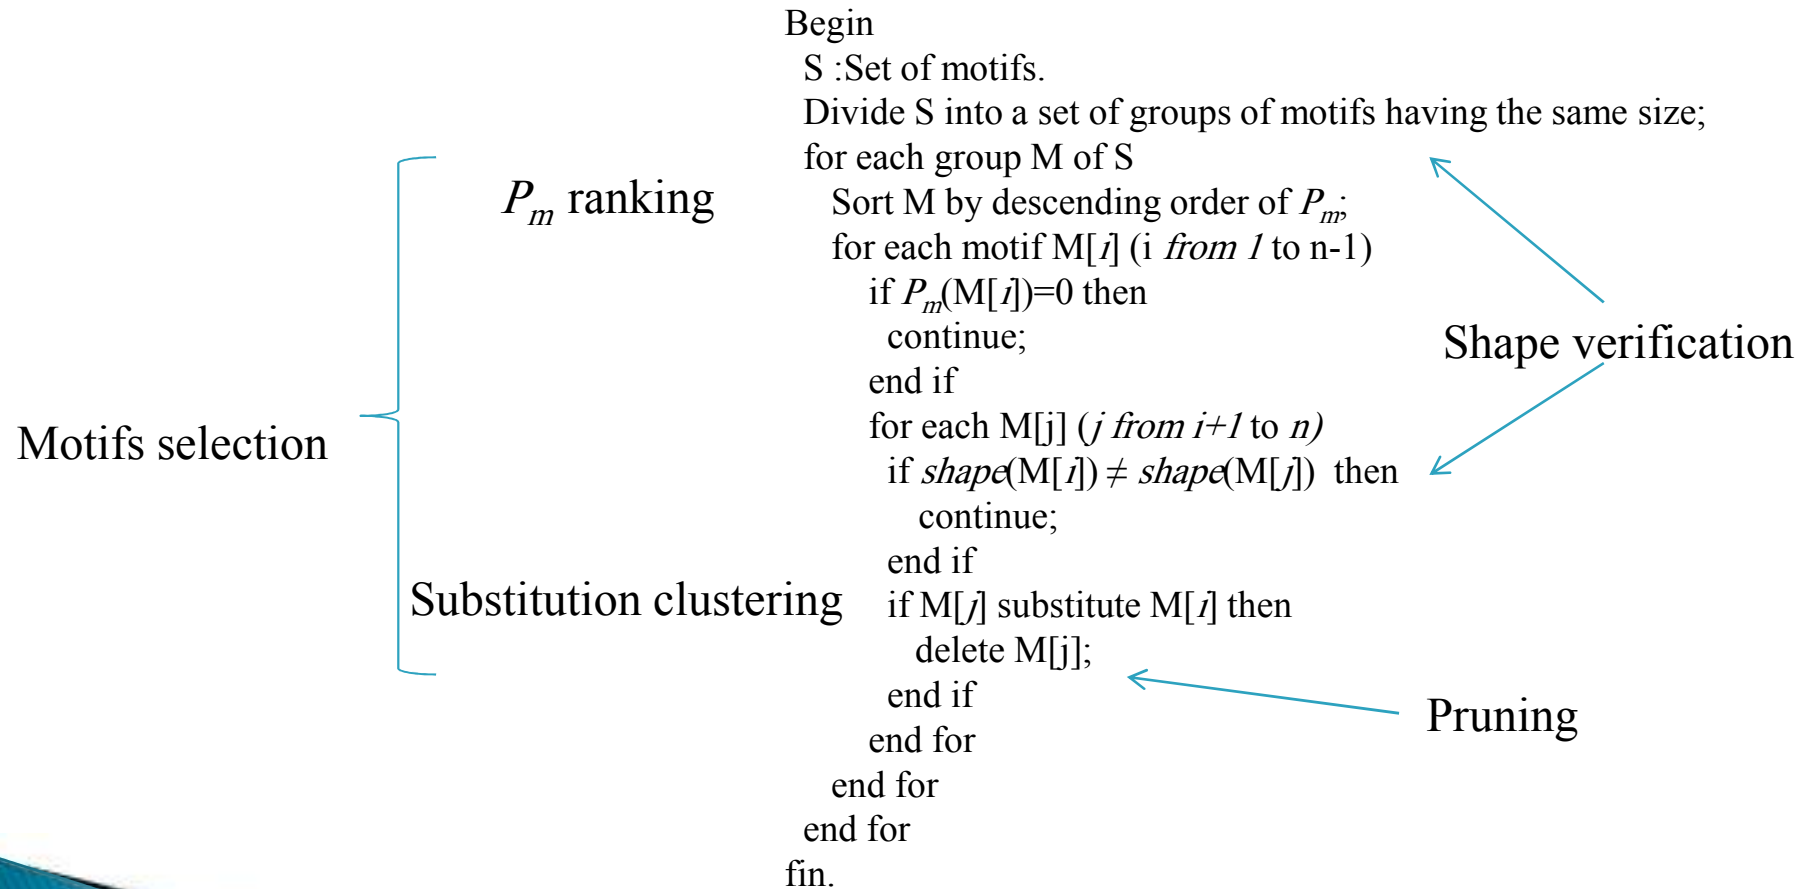 Begin
S :Set of motifs.
Divide S into a set of groups of motifs having the same size;
for each group M of S
Sort M by descending order of Pm;
for each motif M[i] (i from 1 to n-1)
if Pm(M[i])=0 then
continue;
end if
for each M[j] (j from i+1 to n)
if shape(M[i]) ≠ shape(M[j]) then
continue;
end if
if M[j] substitute M[i] then
delete M[j];
end if
end for
end for
end for
fin.
Motifs selection
Pm ranking
Substitution clustering
Shape verification
Pruning